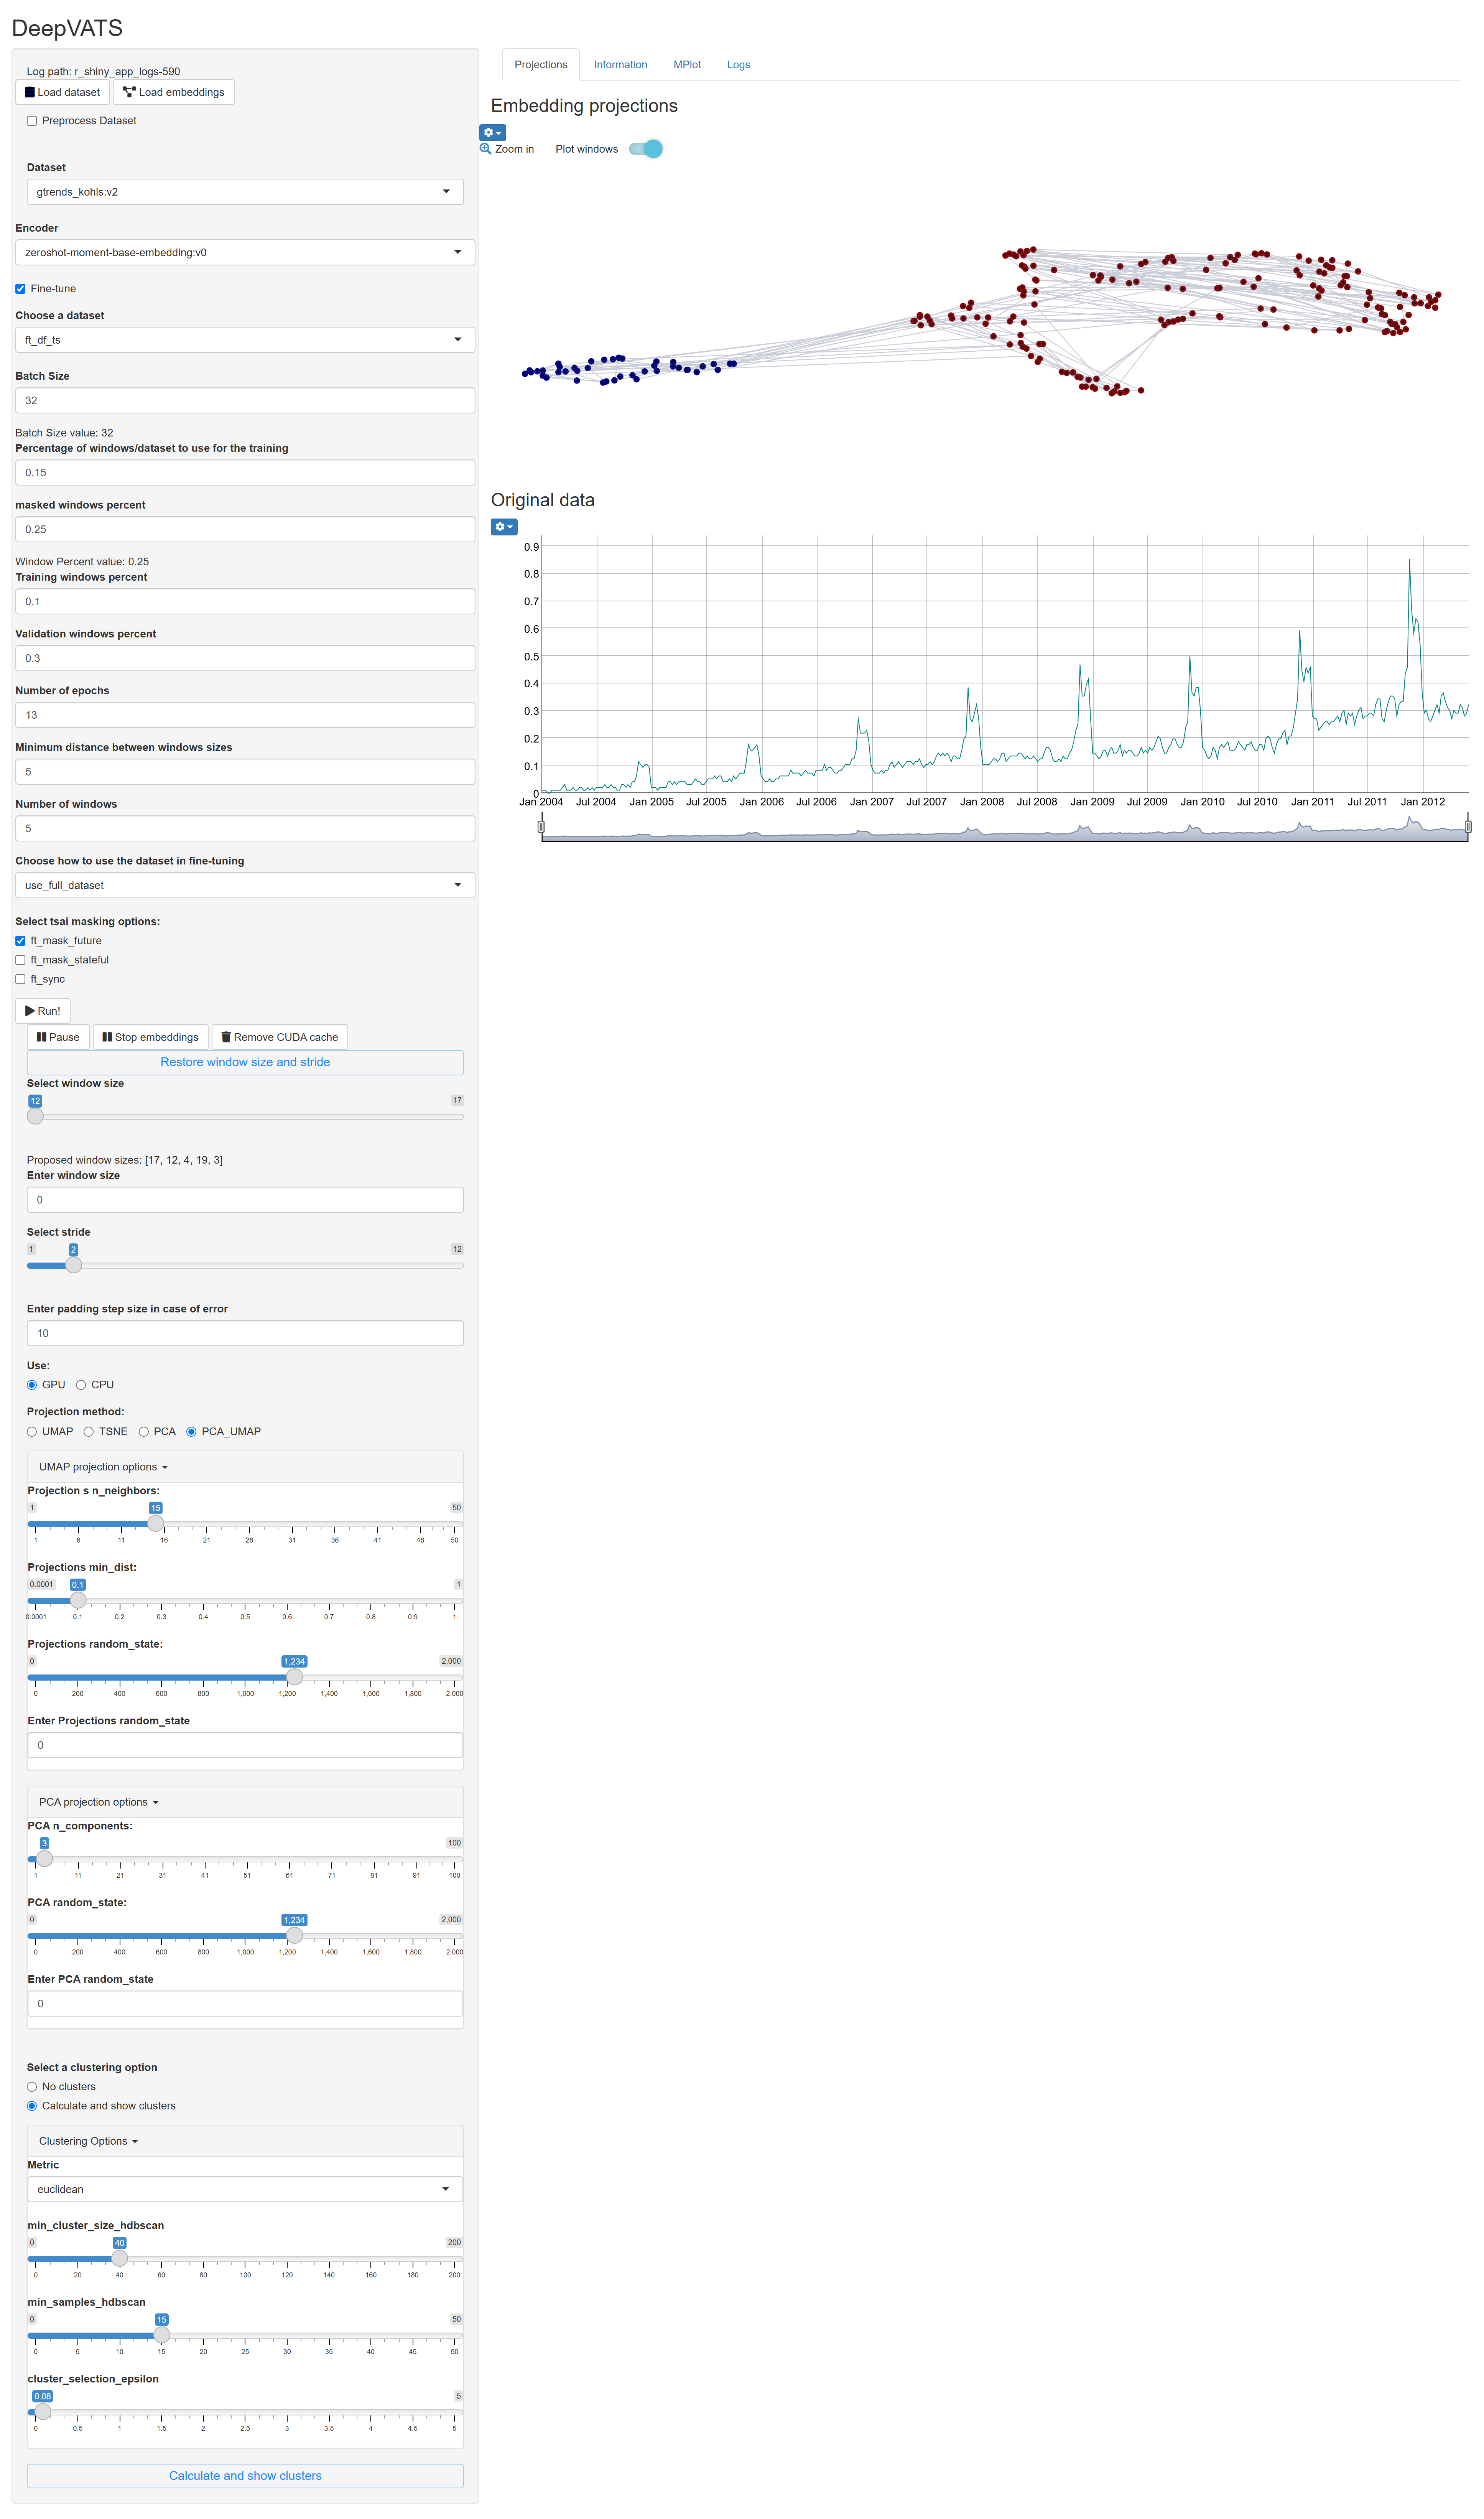 DeepVATS
Log path: r_shiny_app_logs-590
Load dataset Load embeddings
Preprocess Dataset
Dataset
gtrends_kohls:v2
Encoder
zeroshot-moment-base-embedding:v0
Fine-tune
Choose a dataset
ft_df_ts
Batch Size
32
Batch Size value: 32
Percentage of windows/dataset to use for the training
0.15
masked windows percent
0.25
Window Percent value: 0.25
Training windows percent
0.1
Validation windows percent
0.3
Number of epochs
13
Minimum distance between windows sizes
5
Number of windows
5
Choose how to use the dataset in fine-tuning
use_full_dataset
Select tsai masking options:
ft_mask_future
ft_mask_stateful
ft_sync
Run!
Pause Stop embeddings Remove CUDA cache
Restore window size and stride
Select window size
12 17
Proposed window sizes: [17, 12, 4, 19, 3]
Enter window size
0
Select stride
1 2 12
Enter padding step size in case of error
10
Use:
GPU CPU
Projection method:
UMAP TSNE PCA PCA_UMAP
UMAP projection options
Projection s n_neighbors:
1 15 50
1 6 11 16 21 26 31 36 41 46 50
Projections min_dist:
0.0001 0.1 1
0.0001 0.1 0.2 0.3 0.4 0.5 0.6 0.7 0.8 0.9 1
Projections random_state:
0 1,234 2,000
0 200 400 600 800 1,000 1,200 1,400 1,600 1,800 2,000
Enter Projections random_state
0
PCA projection options
PCA n_components:
3 100
1 11 21 31 41 51 61 71 81 91 100
PCA random_state:
0 1,234 2,000
0 200 400 600 800 1,000 1,200 1,400 1,600 1,800 2,000
Enter PCA random_state
0
Select a clustering option
No clusters
Calculate and show clusters
Clustering Options
Metric
euclidean
min_cluster_size_hdbscan
0 40 200
0 20 40 60 80 100 120 140 160 180 200
min_samples_hdbscan
0 15 50
0 5 10 15 20 25 30 35 40 45 50
cluster_selection_epsilon
0.08 5
0 0.5 1 1.5 2 2.5 3 3.5 4 4.5 5
Calculate and show clusters
Projections Information MPlot Logs
Embedding projections
Zoom in Plot windows
Original data
0.9
0.8
0.7
0.6
0.5
0.4
0.3
0.2
0.1
0
Jan 2004 Jul 2004 Jan 2005 Jul 2005 Jan 2006 Jul 2006 Jan 2007 Jul 2007 Jan 2008 Jul 2008 Jan 2009 Jul 2009 Jan 2010 Jul 2010 Jan 2011 Jul 2011 Jan 2012